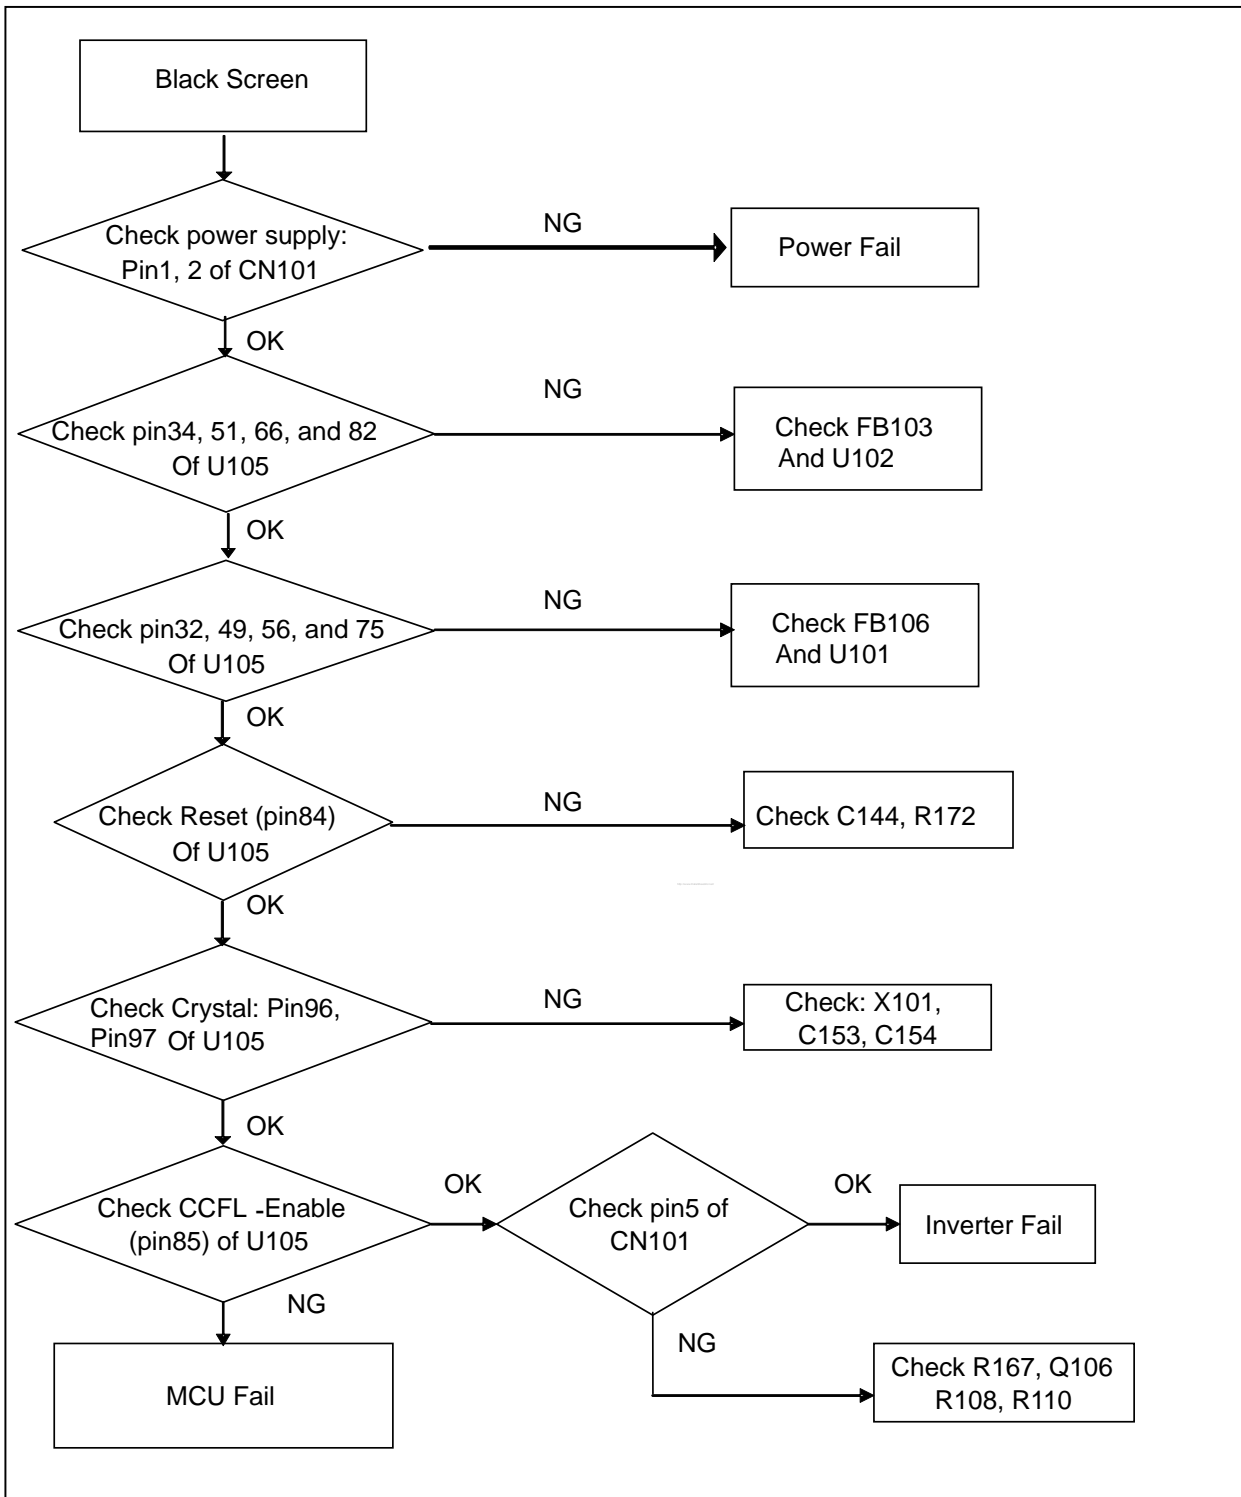 Black Screen
Check power supply:
Pin1, 2 of CN101
NG
Power Fail
OK
Check pin34, 51, 66, and 82
Of U105
NG
Check FB103
And U102
OK
Check pin32, 49, 56, and 75
Of U105
NG
Check FB106
And U101
OK
Check Reset (pin84)
Of U105
NG
Check C144, R172
OK
Check Crystal: Pin96,
Pin97 Of U105
NG
Check: X101,
C153, C154
OK
Check CCFL -Enable
(pin85) of U105
OK
Check pin5 of
CN101
OK
Inverter Fail
NG
MCU Fail
NG
Check R167, Q106
R108, R110